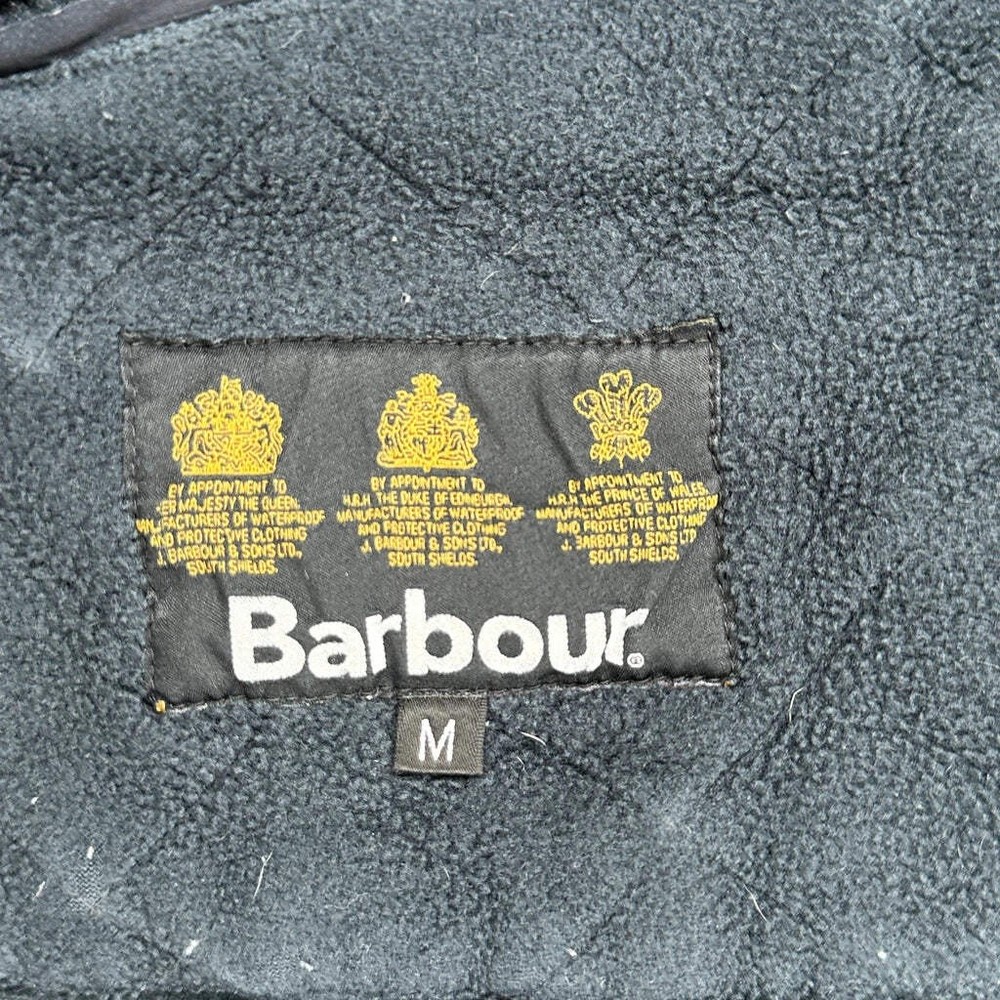 BY APPOINTMENT TO
HER MAJESTY THE QUEEN
MANUFACTURERS OF WATERPROOF
AND PROTECTIVE CLOTHING
J. BARBOUR & SONS LTD.,
SOUTH SHIELDS.
BY APPOINTMENT TO
H.R.H THE DUKE OF EDINBURGH
MANUFACTURERS OF WATERPROOF
AND PROTECTIVE CLOTHING
J. BARBOUR & SONS LTD.,
SOUTH SHIELDS.
BY APPOINTMENT TO
H.R.H THE PRINCE OF WALES
MANUFACTURERS OF WATERPROOF
AND PROTECTIVE CLOTHING
J. BARBOUR & SONS LTD.,
SOUTH SHIELDS.
Barbour.®
M